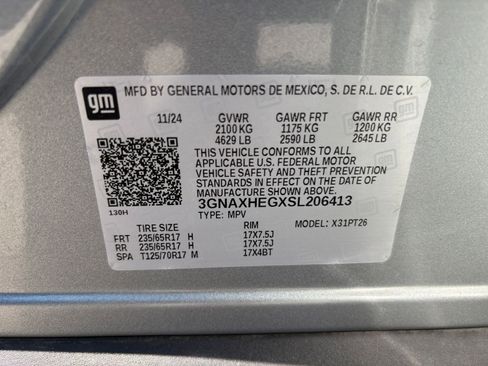 gm MFD BY GENERAL MOTORS DE MEXICO, S. DE R.L. DE C.V.
11/24 GVWR GAWR FRT GAWR RR
2100 KG 1175 KG 1200 KG
4629 LB 2590 LB 2645 LB
THIS VEHICLE CONFORMS TO ALL
APPLICABLE U.S. FEDERAL MOTOR
VEHICLE SAFETY AND THEFT PREVENTION
STANDARDS IN EFFECT ON THE DATE OF
MANUFACTURE SHOWN ABOVE
3GNAXHEGXSL206413
130H TYPE: MPV MODEL: X31PT26
TIRE SIZE RIM
FRT 235/65R17 H 17X7.5J
RR 235/65R17 H 17X7.5J
SPA T125/70R17 M 17X4BT